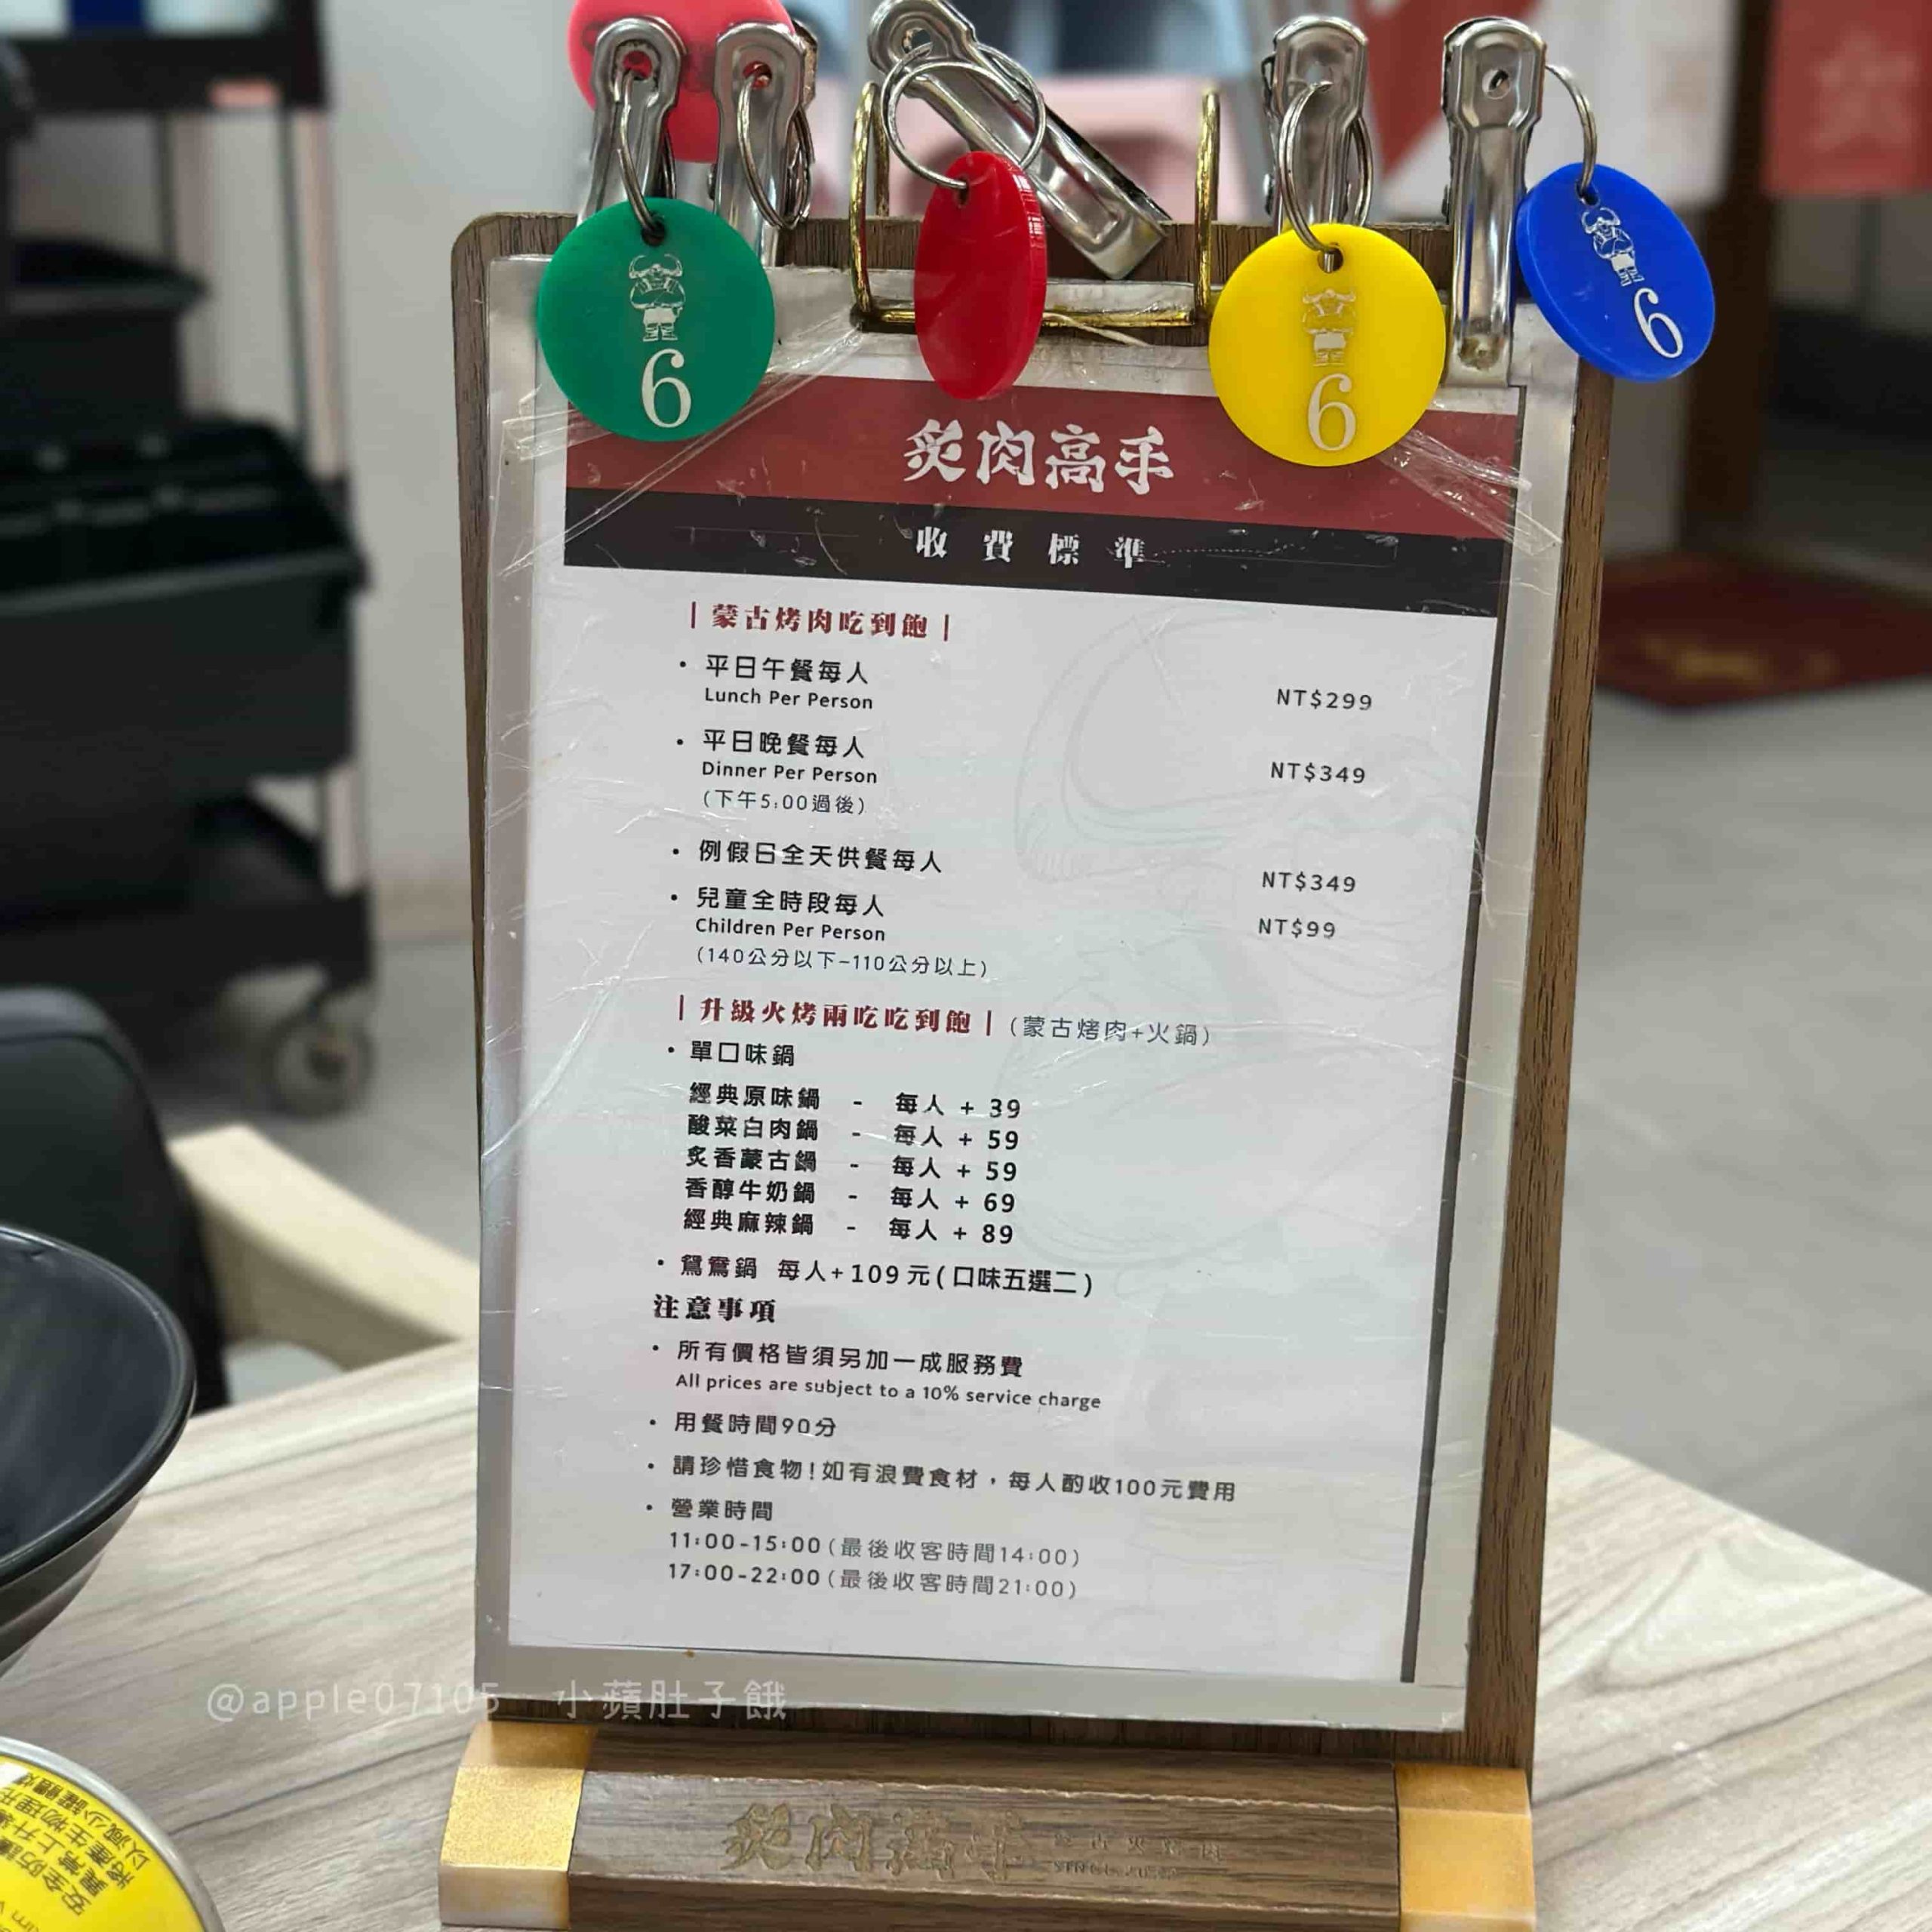 6
6
6
炙肉高手
收費標準
｜蒙古烤肉吃到飽｜
• 平日午餐每人
Lunch Per Person NT$299
• 平日晚餐每人
Dinner Per Person NT$349
(下午5:00過後)
• 例假日全天供餐每人 NT$349
• 兒童全時段每人
Children Per Person NT$99
(140公分以下-110公分以上)
｜升級火烤兩吃吃到飽｜(蒙古烤肉+火鍋)
• 單口味鍋
經典原味鍋 - 每人 + 39
酸菜白肉鍋 - 每人 + 59
炙香蒙古鍋 - 每人 + 59
香醇牛奶鍋 - 每人 + 69
經典麻辣鍋 - 每人 + 89
• 鴛鴦鍋 每人+109元(口味五選二)
注意事項
• 所有價格皆須另加一成服務費
All prices are subject to a 10% service charge
• 用餐時間90分
• 請珍惜食物!如有浪費食材，每人酌收100元費用
• 營業時間
11:00-15:00(最後收客時間14:00)
17:00-22:00(最後收客時間21:00)
@apple07105 小蘋肚子餓
炙肉高手